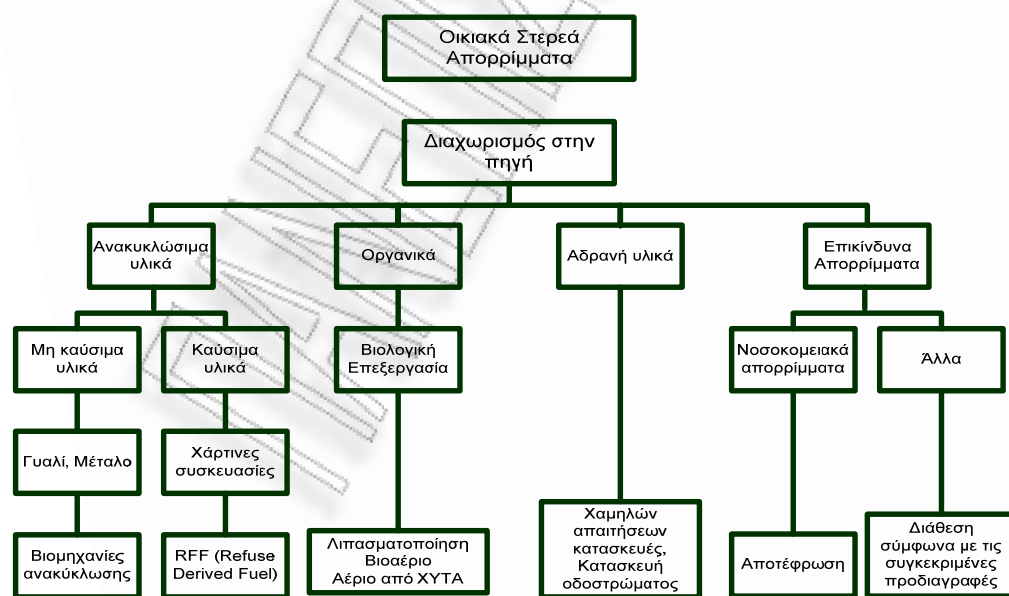 Οικιακά Στερεά
Απορρίμματα
Διαχωρισμός στην
πηγή
Ανακυκλώσιμα
υλικά
Οργανικά
Αδρανή υλικά
Επικίνδυνα
Απορρίμματα
Μη καύσιμα
υλικά
Καύσιμα
υλικά
Βιολογική
Επεξεργασία
Νοσοκομειακά
απορρίμματα
Άλλα
Γυαλί, Μέταλο
Χάρτινες
συσκευασίες
Βιομηχανίες
ανακύκλωσης
RFF (Refuse
Derived Fuel)
Λιπασματοποίηση
Βιοαέριο
Αέριο από ΧΥΤΑ
Χαμηλών
απαιτήσεων
κατασκευές,
Κατασκευή
οδοστρώματος
Αποτέφρωση
Διάθεση
σύμφωνα με τις
συγκεκριμένες
προδιαγραφές